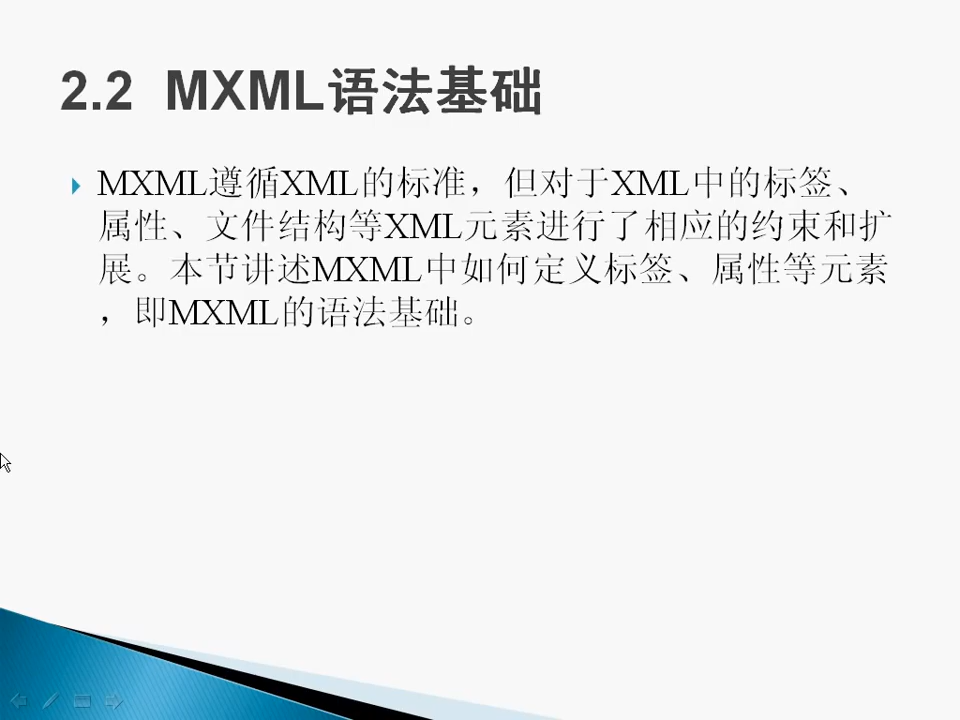 2.2 MXML语法基础
MXML遵循XML的标准，但对于XML中的标签、
属性、文件结构等XML元素进行了相应的约束和扩
展。本节讲述MXML中如何定义标签、属性等元素
，即MXML的语法基础。